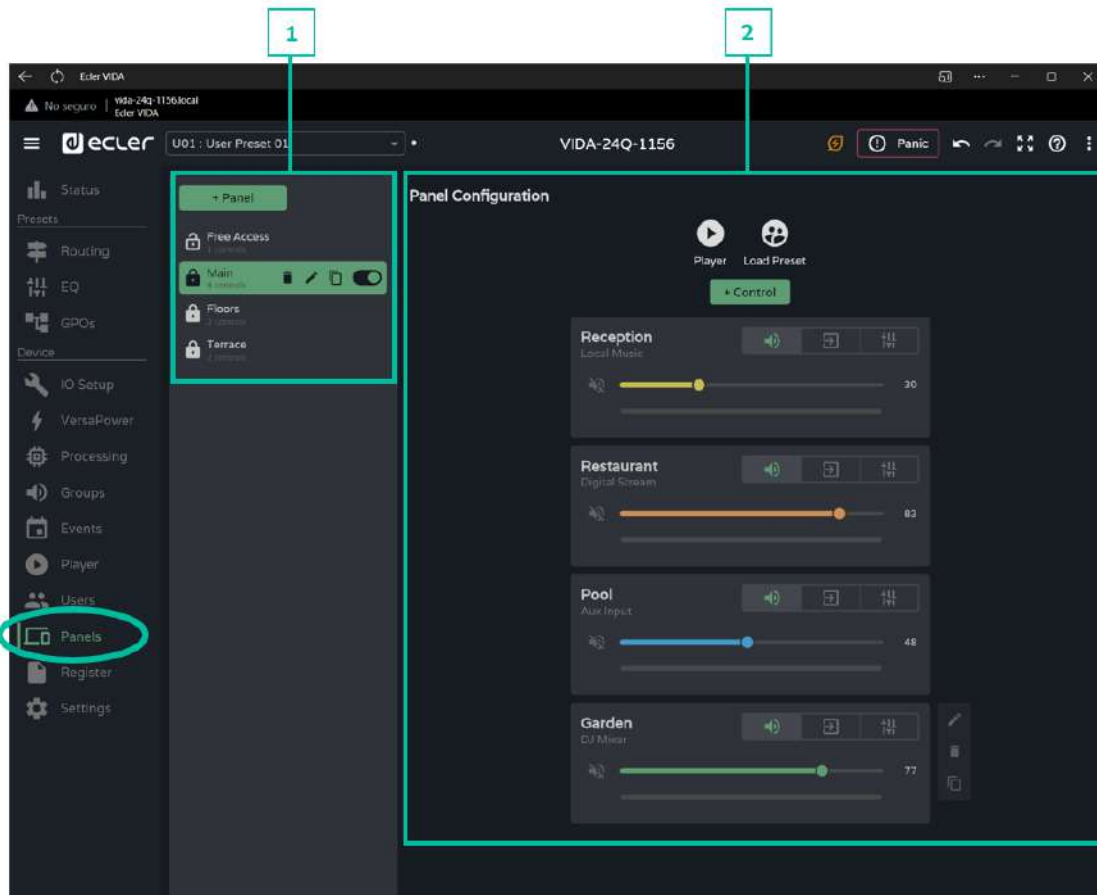 1
2
Ecler VIDA
No seguro
vida-24q-1156.local
Ecler VIDA
ecler
U01 : User Preset 01
VIDA-24Q-1156
Panic
Status
Presets
Routing
EQ
GPOs
Device
IO Setup
VersaPower
Processing
Groups
Events
Player
Users
Panels
Register
Settings
+ Panel
Free Access
Main
4 controls
Floors
Terrace
Panel Configuration
Player
Load Preset
+ Control
Reception
Local Music
30
Restaurant
Digital Stream
83
Pool
Aux Input
48
Garden
DJ Mixer
77